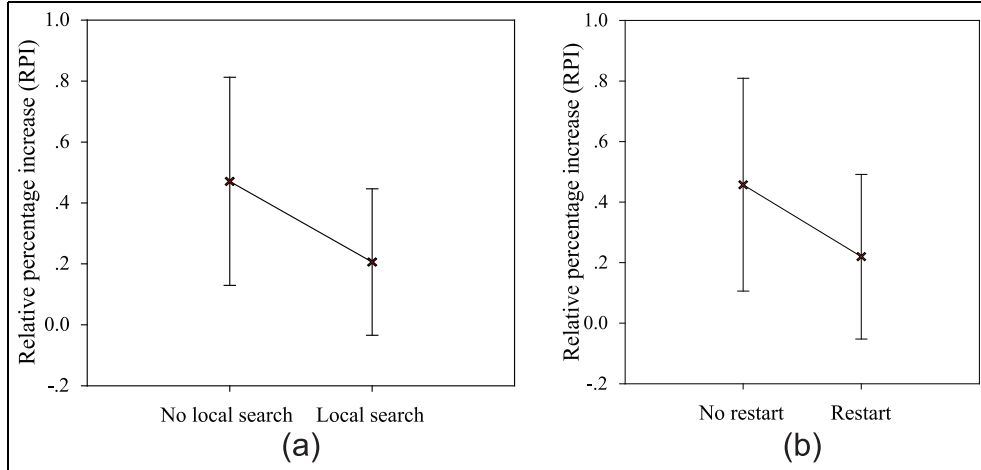 Relative percentage increase (RPI)
1.0
.8
.6
.4
.2
0.0
-.2
No local search
Local search
(a)
Relative percentage increase (RPI)
1.0
.8
.6
.4
.2
0.0
-.2
No restart
Restart
(b)